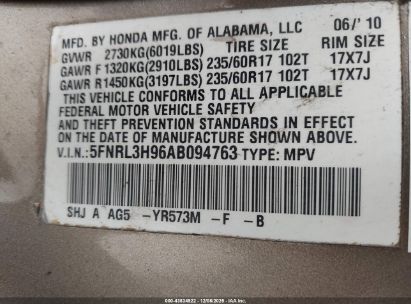 MFD. BY HONDA MFG. OF ALABAMA, LLC 06/'10
GVWR 2730KG(6019LBS) TIRE SIZE RIM SIZE
GAWR F 1320KG(2910LBS) 235/60R17 102T 17X7J
GAWR R1450KG(3197LBS) 235/60R17 102T 17X7J
THIS VEHICLE CONFORMS TO ALL APPLICABLE
FEDERAL MOTOR VEHICLE SAFETY
AND THEFT PREVENTION STANDARDS IN EFFECT
ON THE DATE OF MANUFACTURE SHOWN ABOVE.
V.I.N.:5FNRL3H96AB094763 TYPE: MPV
SHJ A AG5 -YR573M -F -B